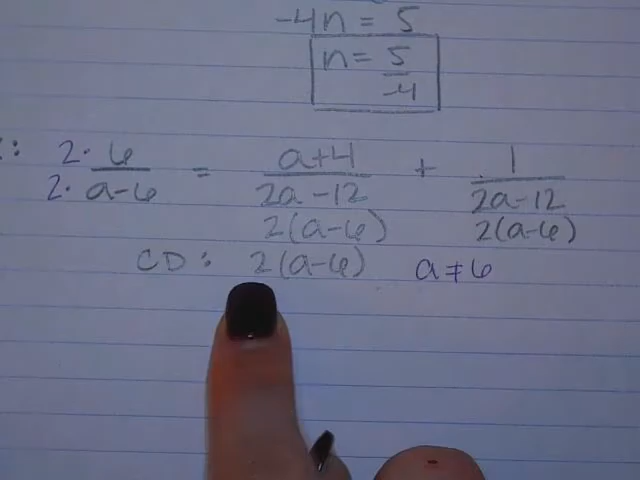 -4n = 5
n = 5/-4
: 2·6/2·a-6 = a+4/2a-12 + 1/2a-12
2(a-6) 2(a-6)
CD: 2(a-6) a≠6